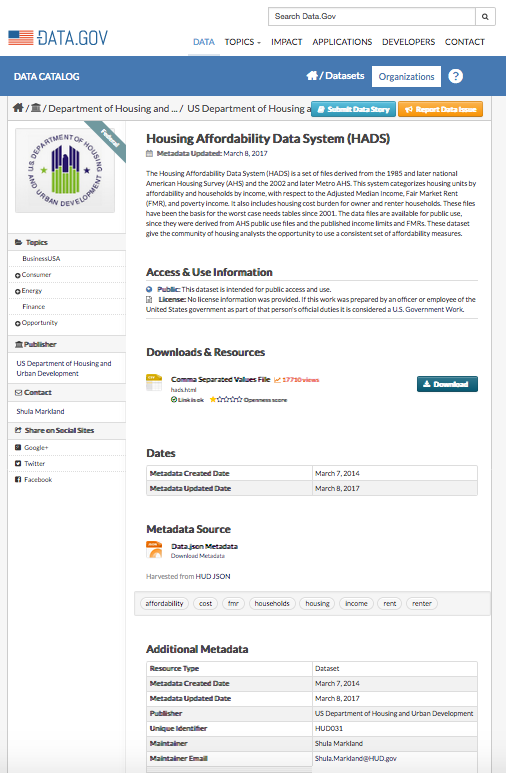 Search Data.Gov
DATA.GOV
DATA TOPICS IMPACT APPLICATIONS DEVELOPERS CONTACT
DATA CATALOG
/ Datasets Organizations ?
/ / Department of Housing and ... / US Department of Housing a
Submit Data Story
Report Data Issue
Federal
U.S. DEPARTMENT OF HOUSING
AND URBAN DEVELOPMENT
Topics
BusinessUSA
Consumer
Energy
Finance
Opportunity
Publisher
US Department of Housing and
Urban Development
Contact
Shula Markland
Share on Social Sites
Google+
Twitter
Facebook
Housing Affordability Data System (HADS)
Metadata Updated: March 8, 2017
The Housing Affordability Data System (HADS) is a set of files derived from the 1985 and later national
American Housing Survey (AHS) and the 2002 and later Metro AHS. This system categorizes housing units by
affordability and households by income, with respect to the Adjusted Median Income, Fair Market Rent
(FMR), and poverty income. It also includes housing cost burden for owner and renter households. These files
have been the basis for the worst case needs tables since 2001. The data files are available for public use,
since they were derived from AHS public use files and the published income limits and FMRs. These dataset
give the community of housing analysts the opportunity to use a consistent set of affordability measures.
Access & Use Information
Public: This dataset is intended for public access and use.
License: No license information was provided. If this work was prepared by an officer or employee of the
United States government as part of that person's official duties it is considered a U.S. Government Work.
Downloads & Resources
Comma Separated Values File 17710 views
hads.html
Link is ok Openness score
Download
Dates
Metadata Created Date March 7, 2014
Metadata Updated Date March 8, 2017
Metadata Source
Data.json Metadata
Download Metadata
Harvested from HUD JSON
affordability cost fmr households housing income rent renter
Additional Metadata
Resource Type Dataset
Metadata Created Date March 7, 2014
Metadata Updated Date March 8, 2017
Publisher US Department of Housing and Urban Development
Unique Identifier HUD031
Maintainer Shula Markland
Maintainer Email Shula.Markland@HUD.gov